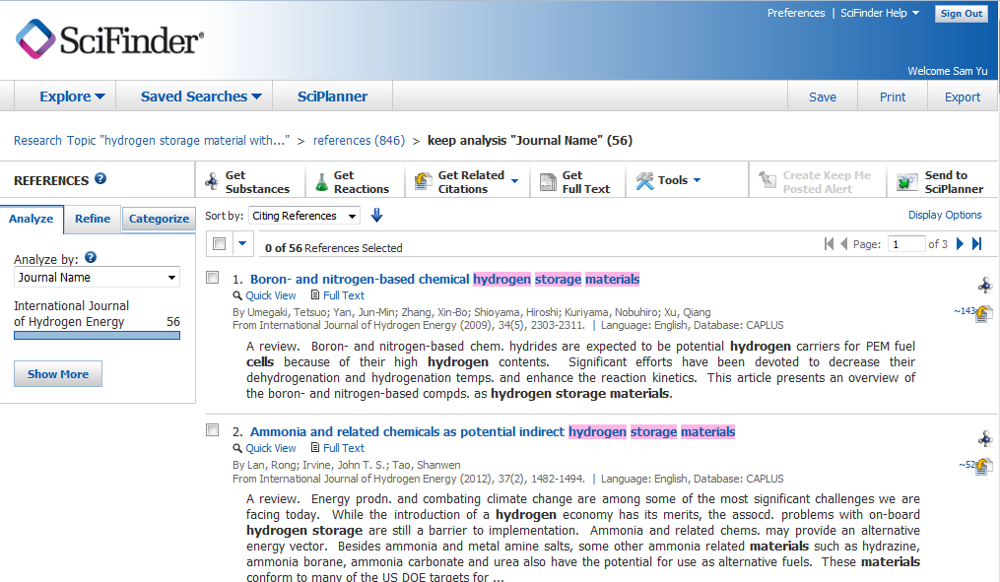 Preferences | SciFinder Help Sign Out
SciFinder®
Welcome Sam Yu
Explore Saved Searches SciPlanner Save Print Export
Research Topic "hydrogen storage material with..." > references (846) > keep analysis "Journal Name" (56)
REFERENCES ?
Get Substances
Get Reactions
Get Related Citations
Get Full Text
Tools
Create Keep Me Posted Alert
Send to SciPlanner
Analyze Refine Categorize
Analyze by: ?
Journal Name
International Journal
of Hydrogen Energy 56
Show More
Sort by: Citing References
Display Options
0 of 56 References Selected
Page: 1 of 3
1. Boron- and nitrogen-based chemical hydrogen storage materials
Quick View Full Text
~143
By Umegaki, Tetsuo; Yan, Jun-Min; Zhang, Xin-Bo; Shioyama, Hiroshi; Kuriyama, Nobuhiro; Xu, Qiang
From International Journal of Hydrogen Energy (2009), 34(5), 2303-2311. | Language: English, Database: CAPLUS
A review. Boron- and nitrogen-based chem. hydrides are expected to be potential hydrogen carriers for PEM fuel
cells because of their high hydrogen contents. Significant efforts have been devoted to decrease their
dehydrogenation and hydrogenation temps. and enhance the reaction kinetics. This article presents an overview of
the boron- and nitrogen-based compds. as hydrogen storage materials.
2. Ammonia and related chemicals as potential indirect hydrogen storage materials
Quick View Full Text
~52
By Lan, Rong; Irvine, John T. S.; Tao, Shanwen
From International Journal of Hydrogen Energy (2012), 37(2), 1482-1494. | Language: English, Database: CAPLUS
A review. Energy prodn. and combating climate change are among some of the most significant challenges we are
facing today. While the introduction of a hydrogen economy has its merits, the assocd. problems with on-board
hydrogen storage are still a barrier to implementation. Ammonia and related chems. may provide an alternative
energy vector. Besides ammonia and metal amine salts, some other ammonia related materials such as hydrazine,
ammonia borane, ammonia carbonate and urea also have the potential for use as alternative fuels. These materials
conform to many of the US DOE targets for ...